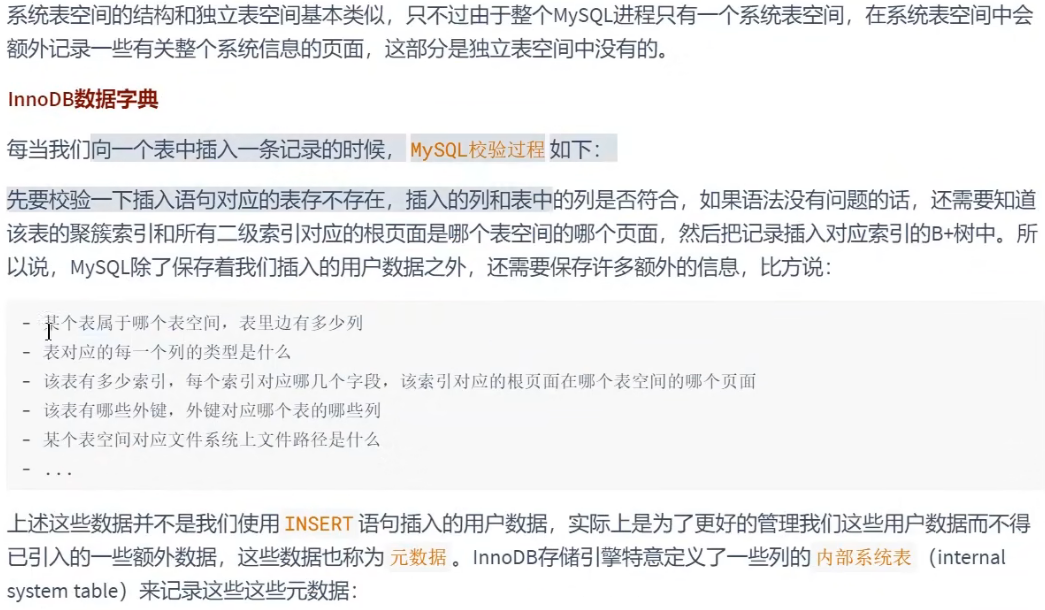 系统表空间的结构和独立表空间基本类似，只不过由于整个MySQL进程只有一个系统表空间，在系统表空间中会
额外记录一些有关整个系统信息的页面，这部分是独立表空间中没有的。
InnoDB数据字典
每当我们向一个表中插入一条记录的时候， MySQL校验过程 如下：
先要校验一下插入语句对应的表存不存在，插入的列和表中的列是否符合，如果语法没有问题的话，还需要知道
该表的聚簇索引和所有二级索引对应的根页面是哪个表空间的哪个页面，然后把记录插入对应索引的B+树中。所
以说，MySQL除了保存着我们插入的用户数据之外，还需要保存许多额外的信息，比方说：
- 某个表属于哪个表空间，表里边有多少列
- 表对应的每一个列的类型是什么
- 该表有多少索引，每个索引对应哪几个字段，该索引对应的根页面在哪个表空间的哪个页面
- 该表有哪些外键，外键对应哪个表的哪些列
- 某个表空间对应文件系统上文件路径是什么
- ...
上述这些数据并不是我们使用 INSERT 语句插入的用户数据，实际上是为了更好的管理我们这些用户数据而不得
已引入的一些额外数据，这些数据也称为 元数据 。InnoDB存储引擎特意定义了一些列的 内部系统表 （internal
system table）来记录这些这些元数据：